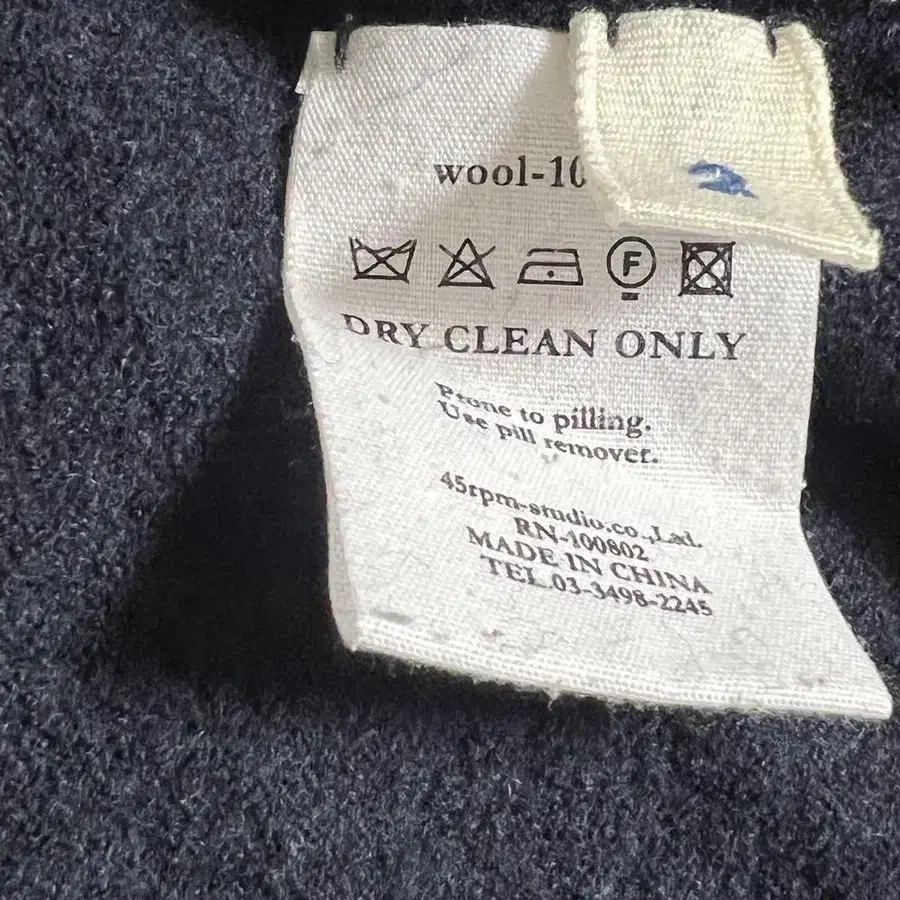 wool-10
F
DRY CLEAN ONLY
Prone to pilling.
Use pill remover.
45rpm-studio.co.,Ltd.
RN-100802
MADE IN CHINA
TEL.03-3498-2245